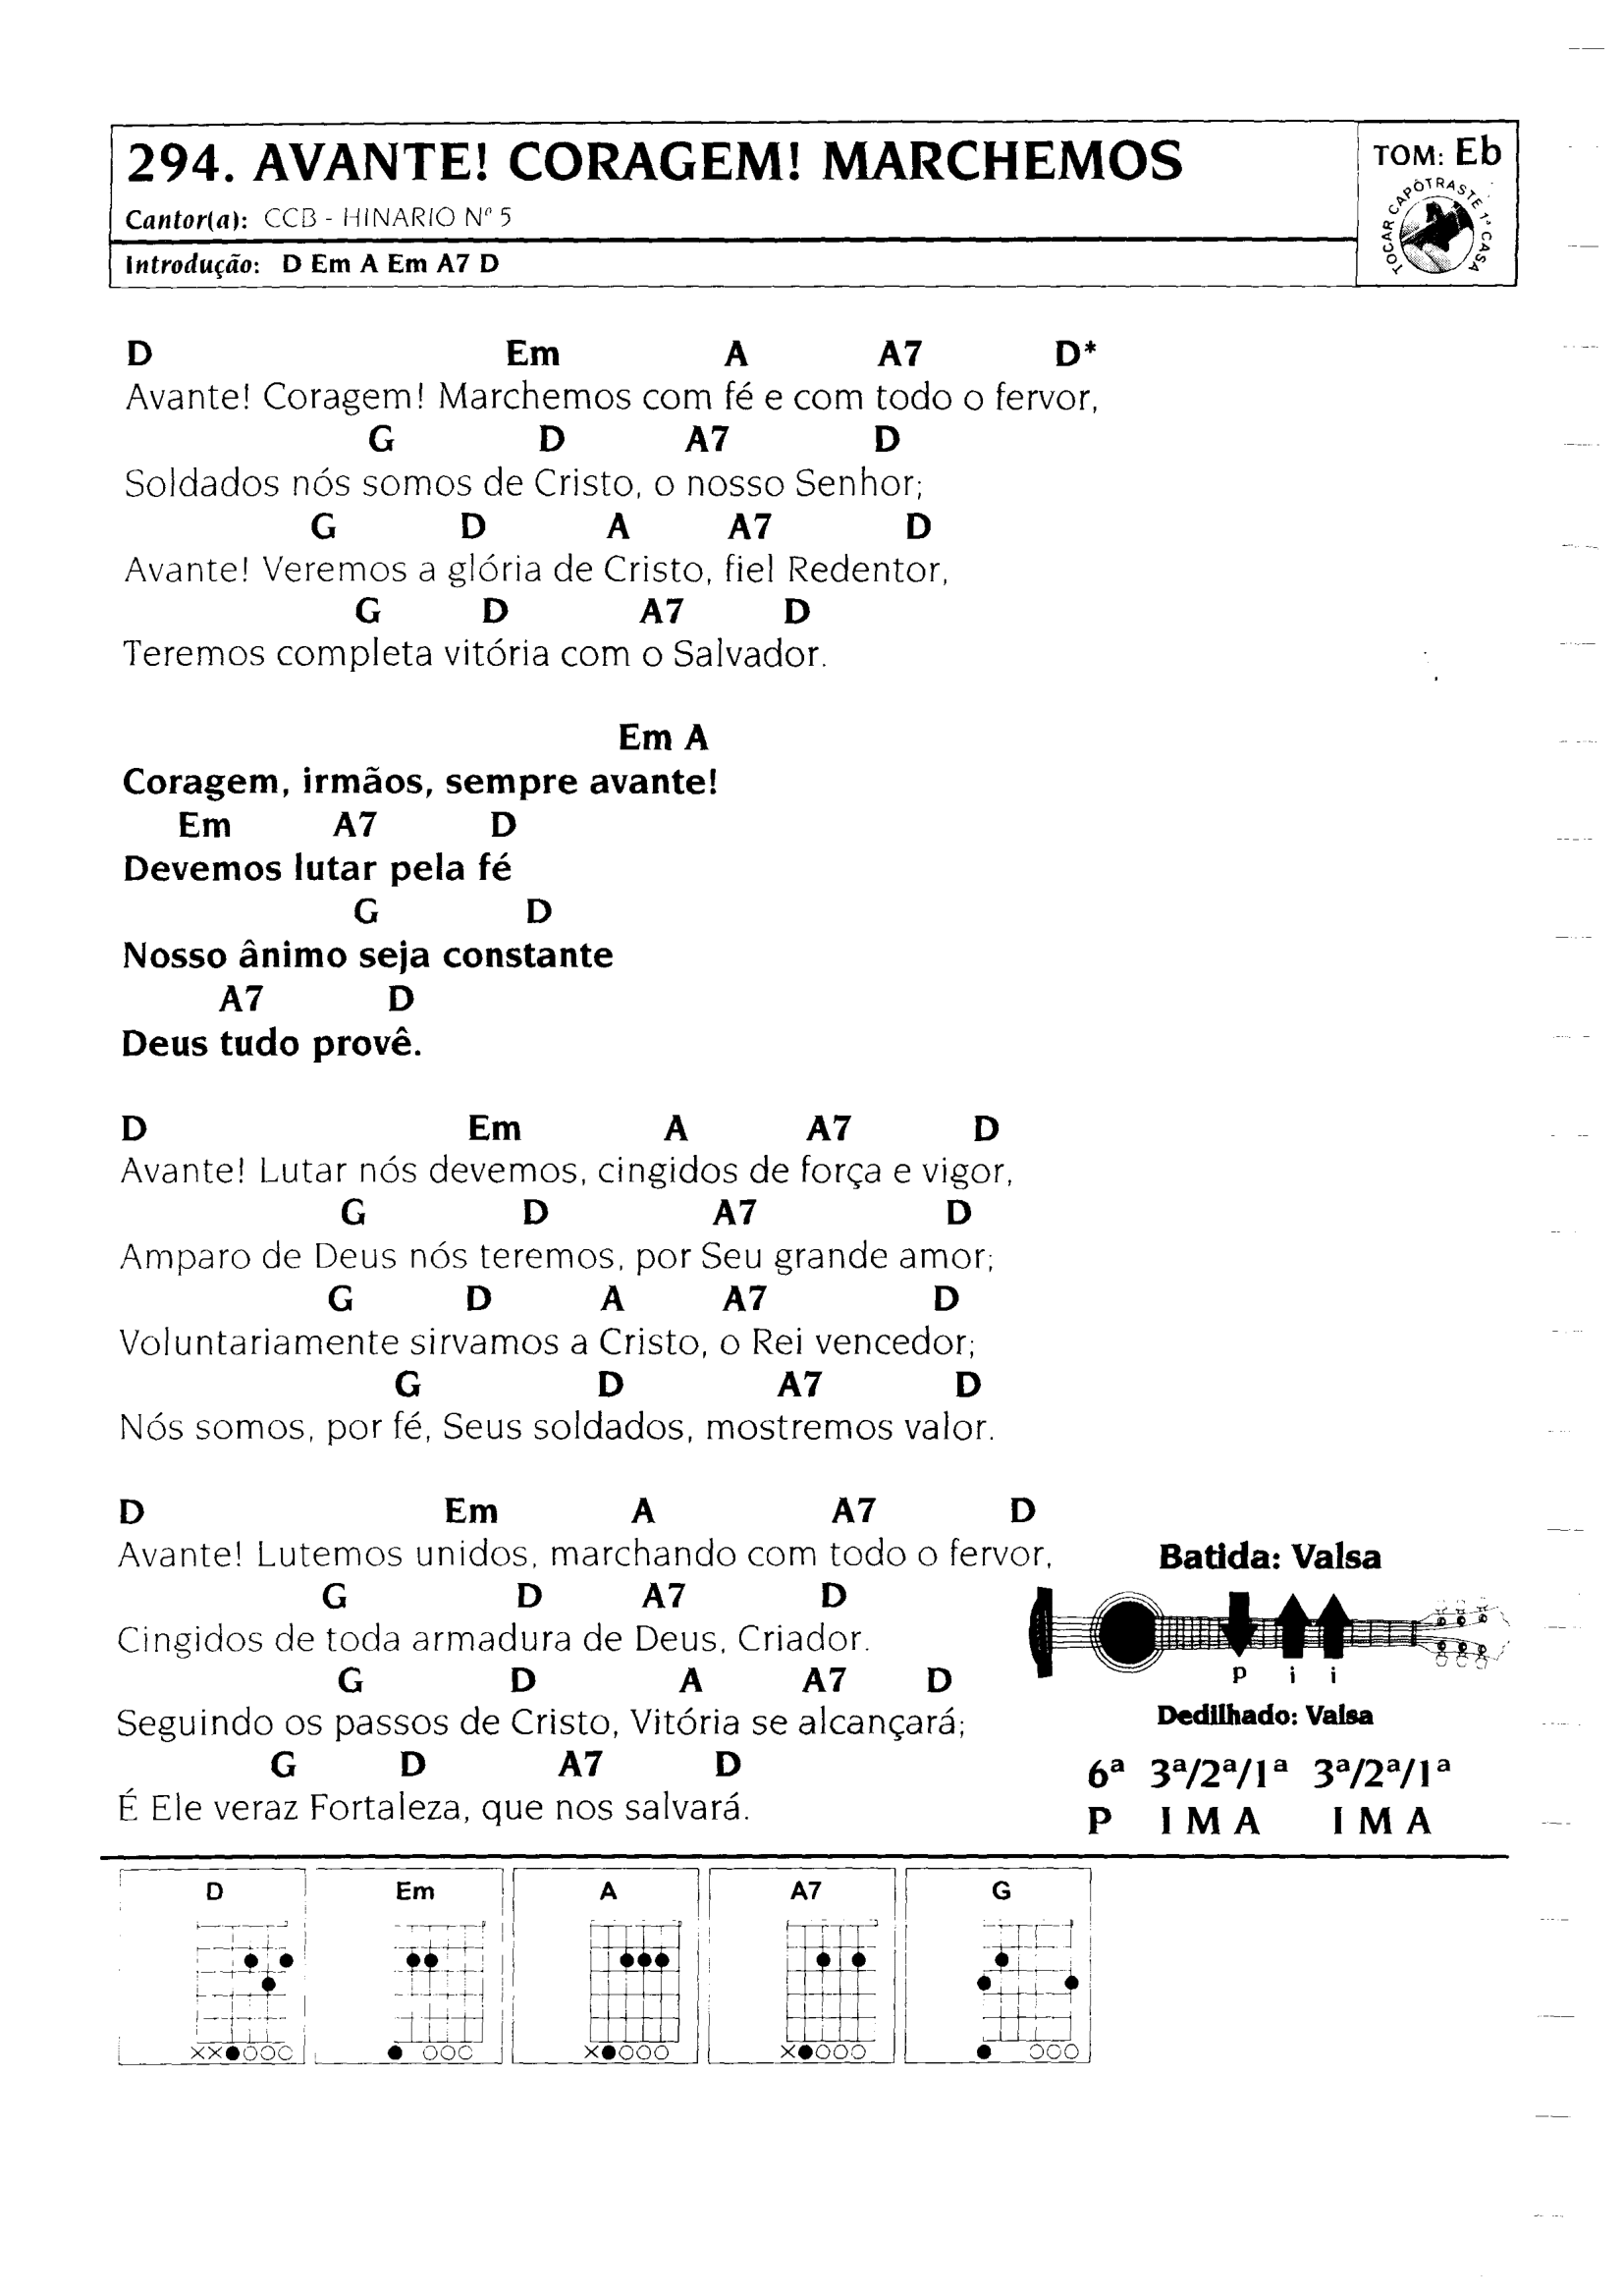 294. AVANTE! CORAGEM! MARCHEMOS
TOM: Eb
Cantor(a): CCB - HINARIO Nº 5
TOCAR CAPÔTRASTE 1ª CASA
Introdução: D Em A Em A7 D
D Em A A7 D*
Avante! Coragem! Marchemos com fé e com todo o fervor,
G D A7 D
Soldados nós somos de Cristo, o nosso Senhor;
G D A A7 D
Avante! Veremos a glória de Cristo, fiel Redentor,
G D A7 D
Teremos completa vitória com o Salvador.
Em A
Coragem, irmãos, sempre avante!
Em A7 D
Devemos lutar pela fé
G D
Nosso ânimo seja constante
A7 D
Deus tudo provê.
D Em A A7 D
Avante! Lutar nós devemos, cingidos de força e vigor,
G D A7 D
Amparo de Deus nós teremos, por Seu grande amor;
G D A A7 D
Voluntariamente sirvamos a Cristo, o Rei vencedor;
G D A7 D
Nós somos, por fé, Seus soldados, mostremos valor.
D Em A A7 D
Avante! Lutemos unidos, marchando com todo o fervor,
G D A7 D
Cingidos de toda armadura de Deus, Criador.
G D A A7 D
Seguindo os passos de Cristo, Vitória se alcançará;
G D A7 D
É Ele veraz Fortaleza, que nos salvará.
Batida: Valsa
p i i
Dedilhado: Valsa
6ª 3ª/2ª/1ª 3ª/2ª/1ª
P I M A I M A
D Em A A7 G